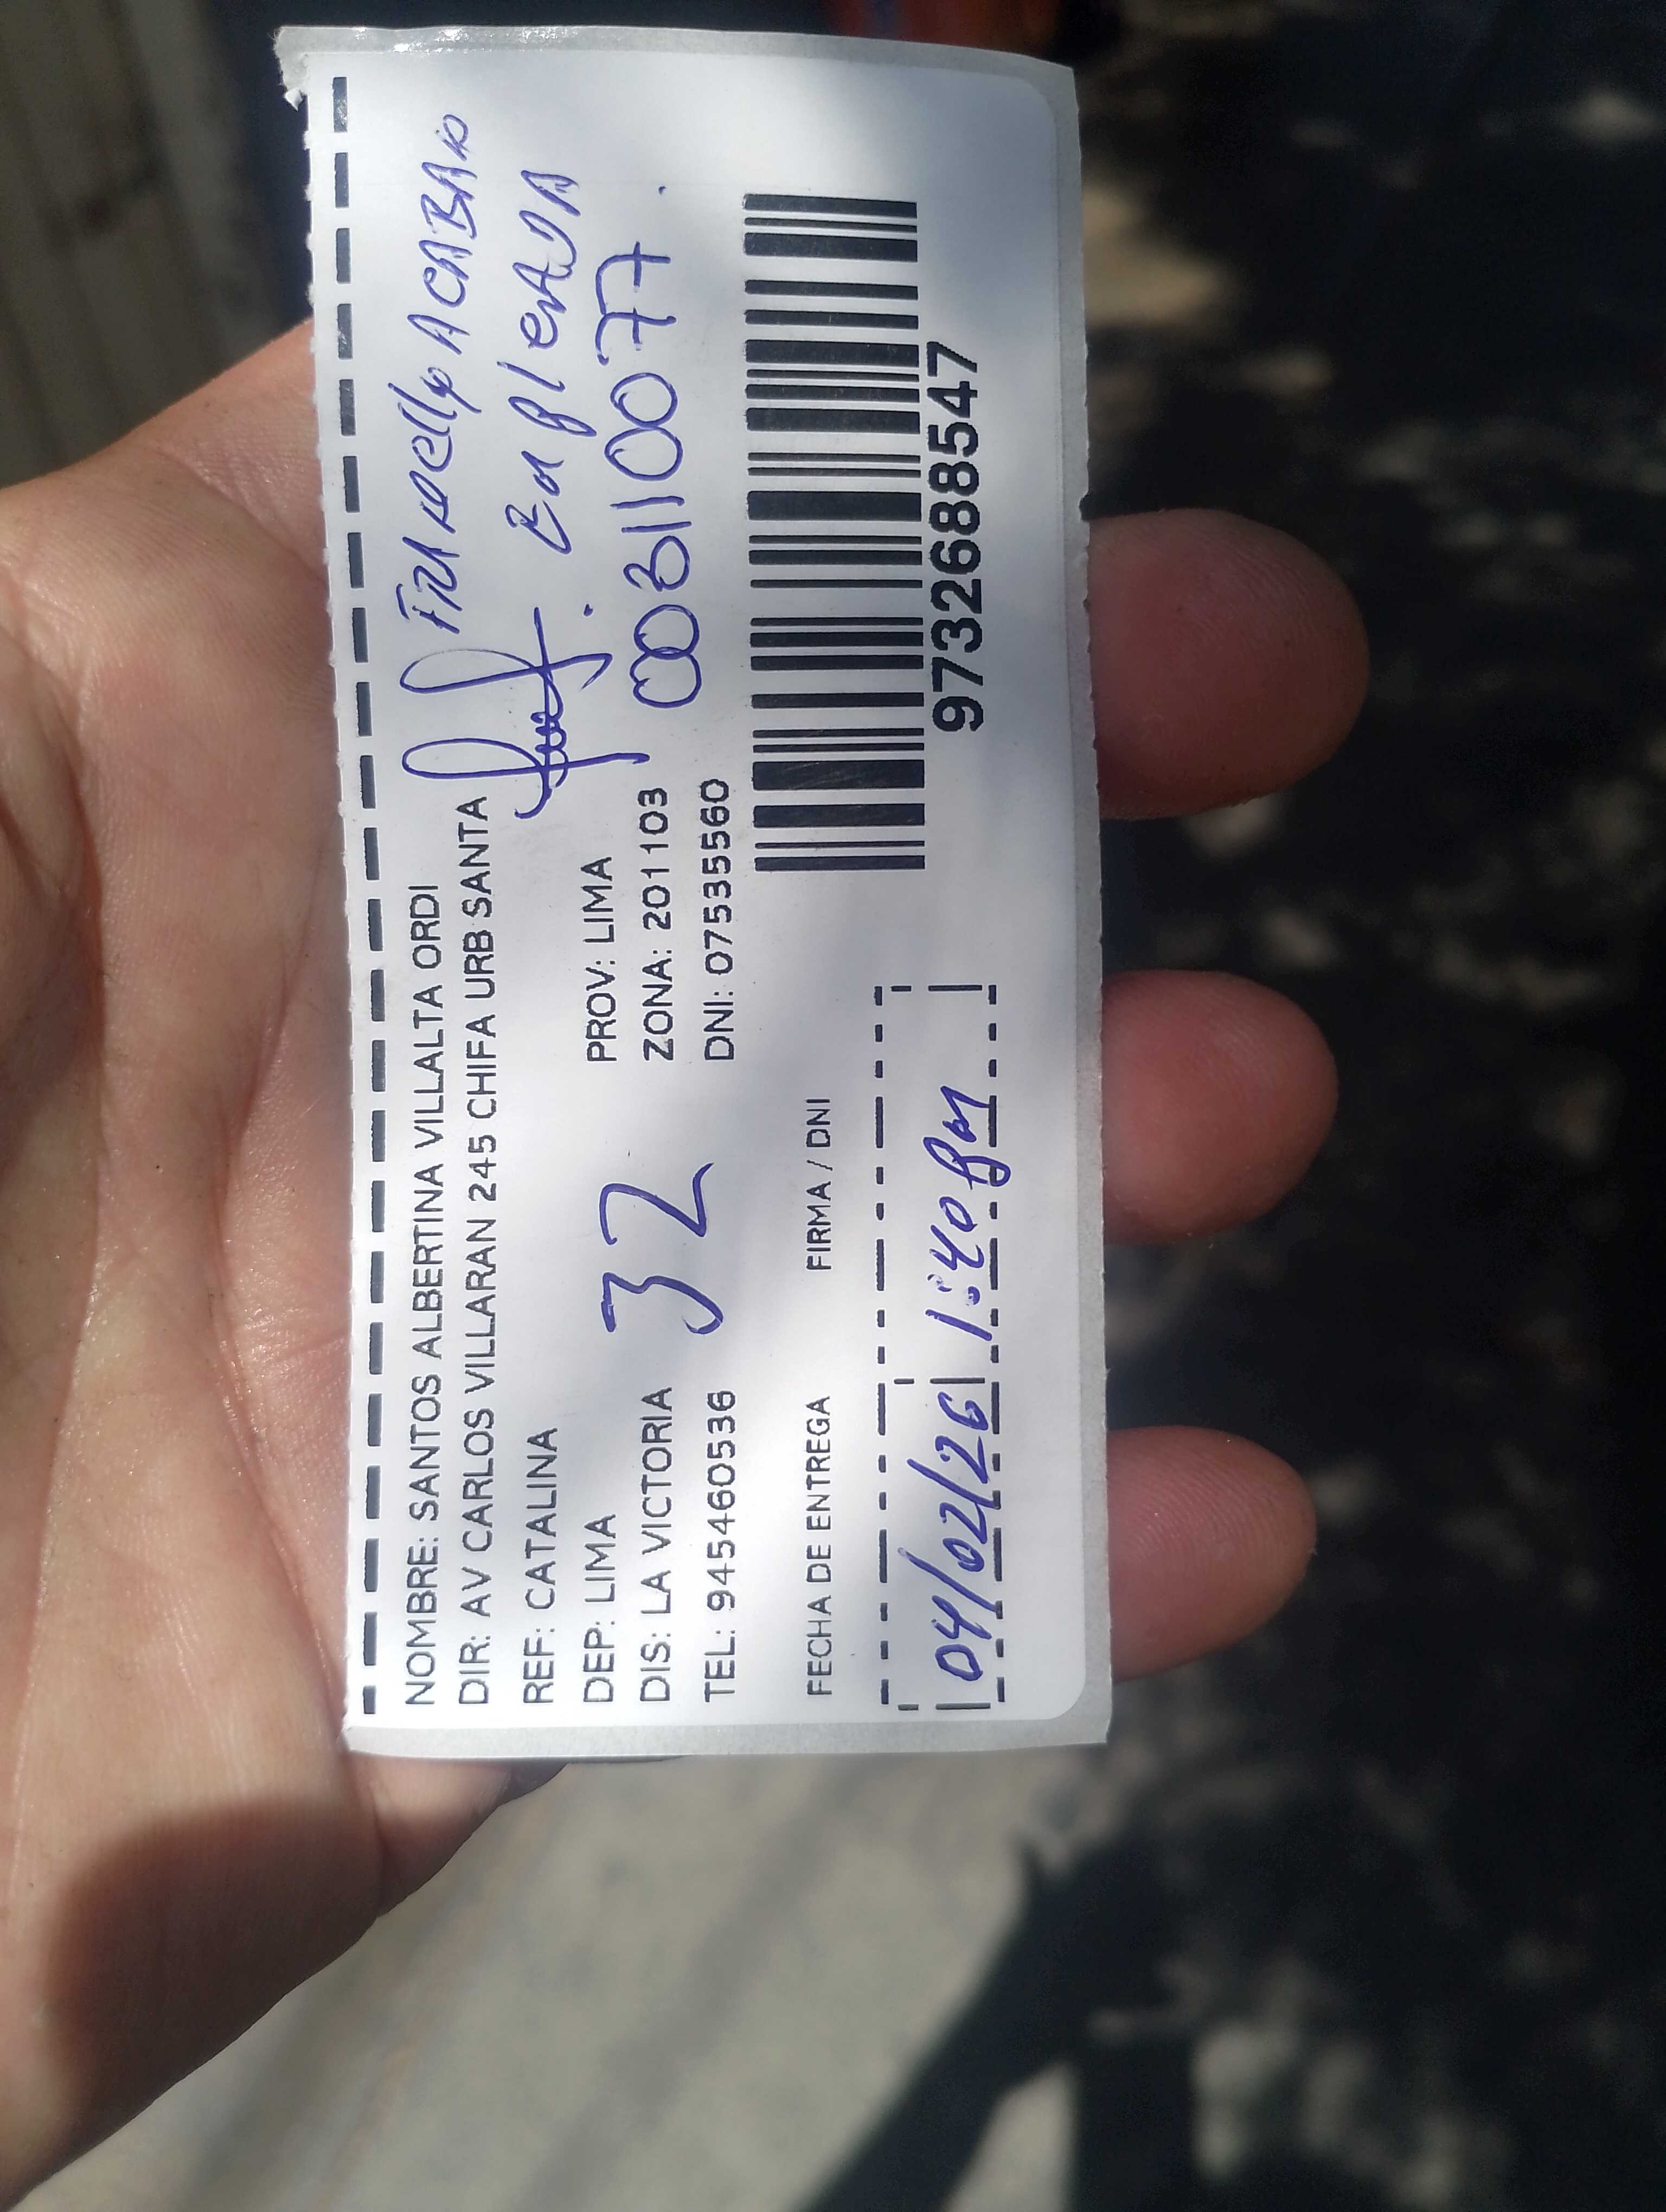 NOMBRE: SANTOS ALBERTINA VILLALTA ORDI
DIR: AV CARLOS VILLARAN 245 CHIFA URB SANTA
REF: CATALINA
DEP: LIMA PROV: LIMA
DIS: LA VICTORIA ZONA: 201103
TEL: 945460536 DNI: 07535560
32
EmplEADA
003110077.
9732688547
FECHA DE ENTREGA FIRMA / DNI
04/02/26 1:40 Pm